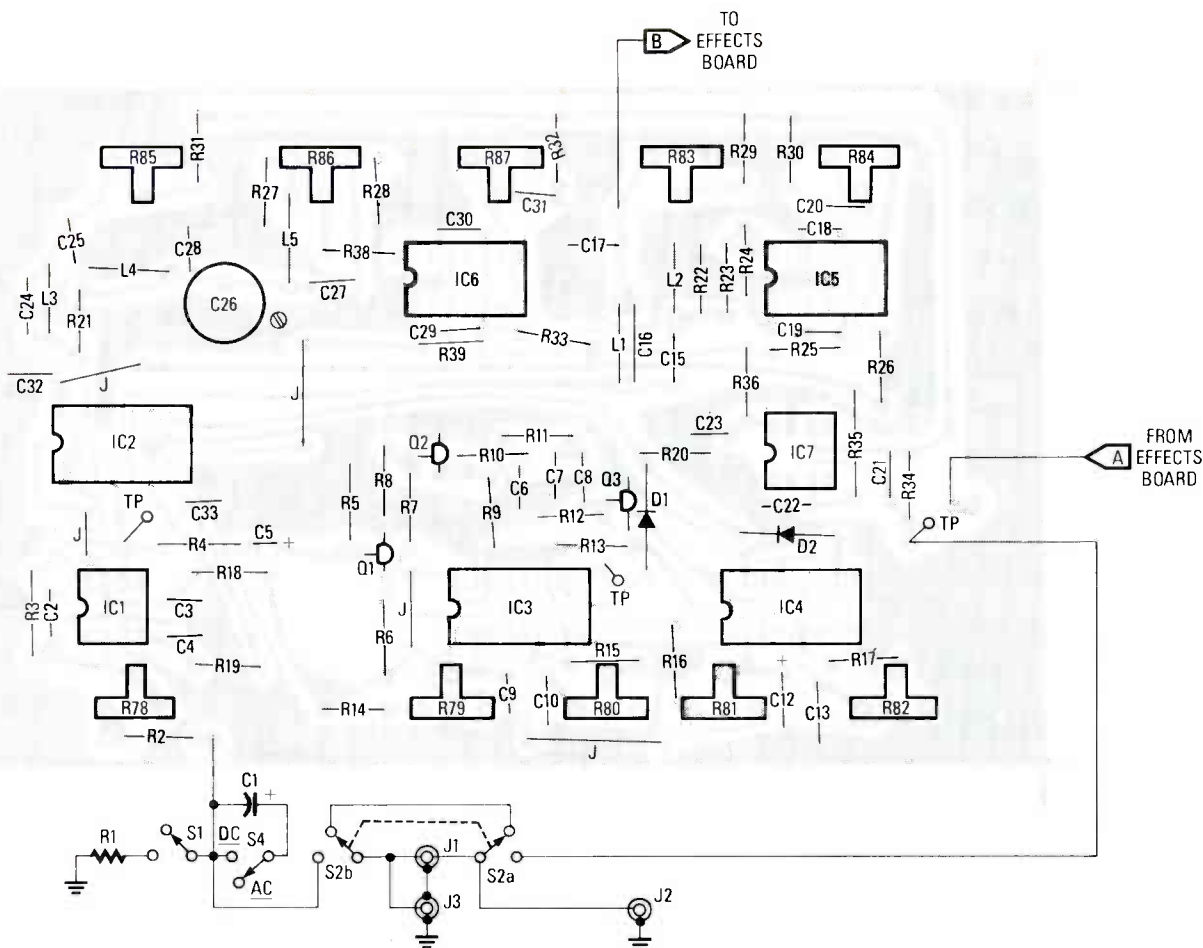 B
TO
EFFECTS
BOARD
R85
R31
R86
R87
R32
R83
R29
R30
R84
R27
R28
C31
C20
C25
C28
L5
C30
C17
C18
R38
L4
L2
R22
R23
R24
C24
L3
R21
C26
C27
IC6
IC5
C29
R33
R39
L1
C16
C15
C19
R25
R26
C32
J
J
R36
IC2
Q2
R11
C23
R10
R20
IC7
R35
C21
R34
A
FROM
EFFECTS
BOARD
TP
C33
R5
R8
R7
R9
C6
C7
C8
Q3
D1
R12
C22
TP
J
R4
C5
+
R13
D2
R18
Q1
TP
R3
C2
IC1
C3
C4
R6
J
IC3
IC4
R19
R15
R16
+
R17
R78
R14
R79
C9
C10
R80
R81
C12
C13
R82
R2
J
C1
+
R1
S1
DC
S4
AC
S2b
J1
S2a
J3
J2